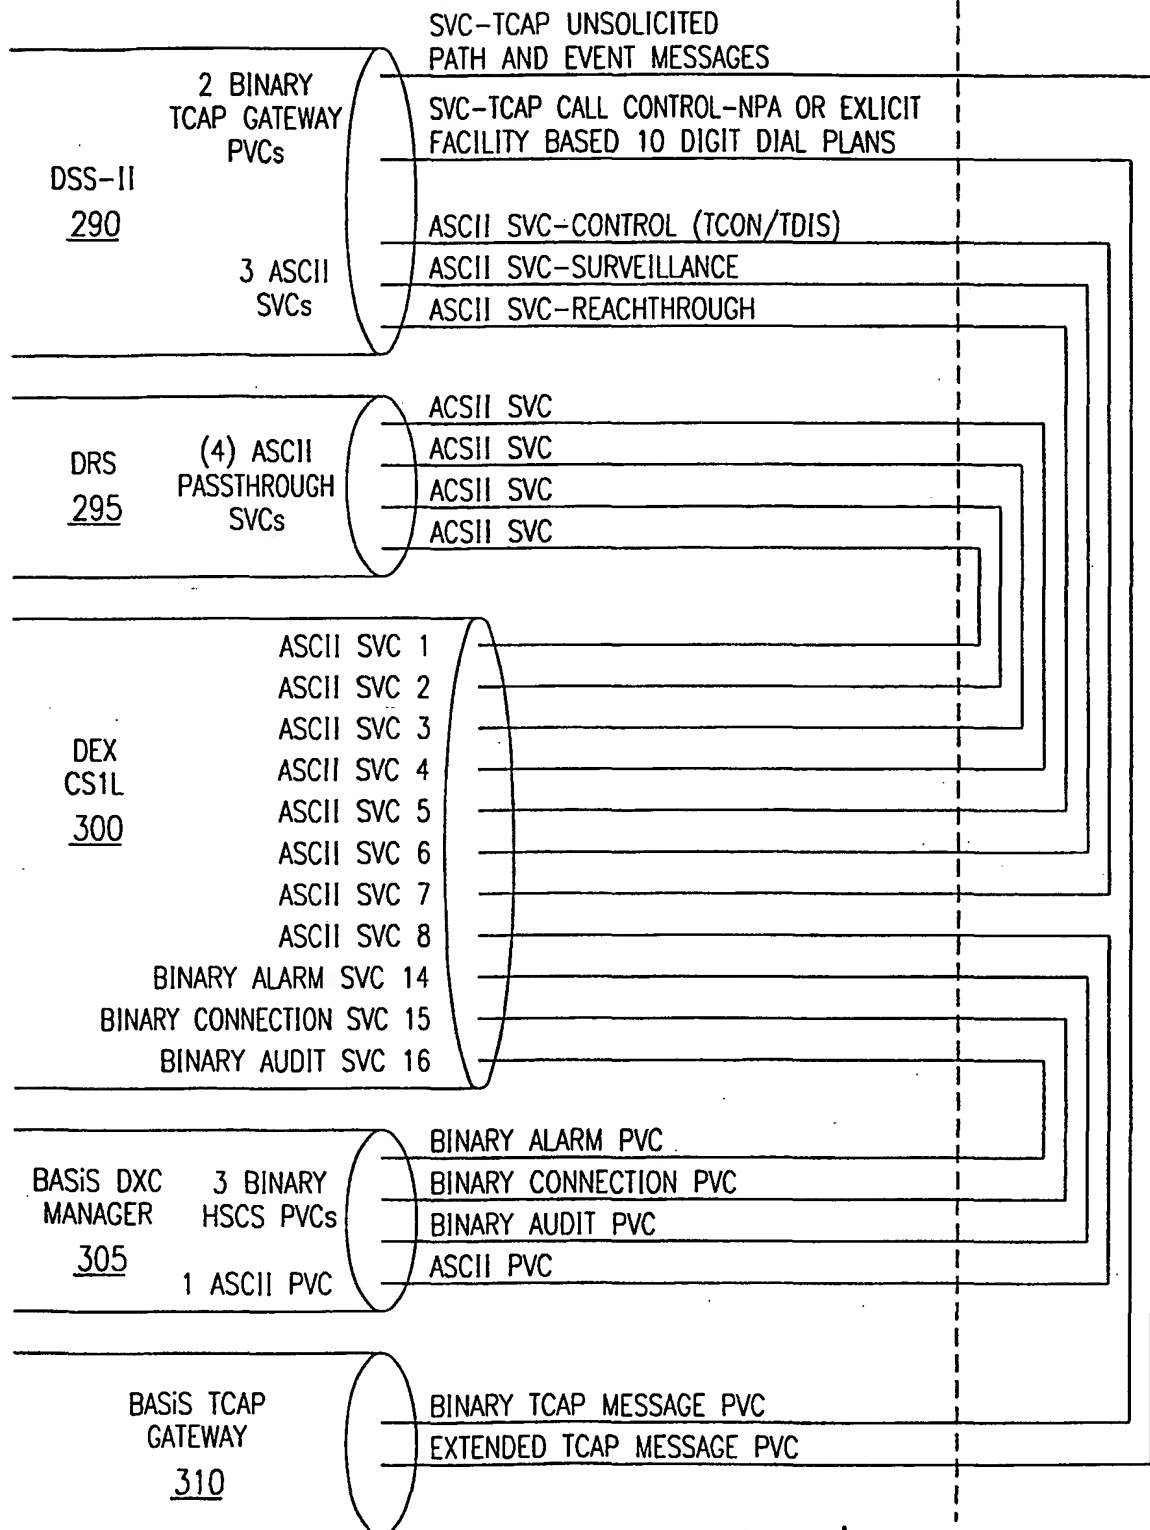 SVC-TCAP UNSOLICITED
PATH AND EVENT MESSAGES
2 BINARY
TCAP GATEWAY
PVCs
SVC-TCAP CALL CONTROL-NPA OR EXLICIT
FACILITY BASED 10 DIGIT DIAL PLANS
DSS-II
290
ASCII SVC-CONTROL (TCON/TDIS)
3 ASCII
SVCs
ASCII SVC-SURVEILLANCE
ASCII SVC-REACHTHROUGH
DRS
295
(4) ASCII
PASSTHROUGH
SVCs
ACSII SVC
ACSII SVC
ACSII SVC
ACSII SVC
DEX
CS1L
300
ASCII SVC 1
ASCII SVC 2
ASCII SVC 3
ASCII SVC 4
ASCII SVC 5
ASCII SVC 6
ASCII SVC 7
ASCII SVC 8
BINARY ALARM SVC 14
BINARY CONNECTION SVC 15
BINARY AUDIT SVC 16
BASiS DXC
MANAGER
305
3 BINARY
HSCS PVCs
1 ASCII PVC
BINARY ALARM PVC
BINARY CONNECTION PVC
BINARY AUDIT PVC
ASCII PVC
BASiS TCAP
GATEWAY
310
BINARY TCAP MESSAGE PVC
EXTENDED TCAP MESSAGE PVC